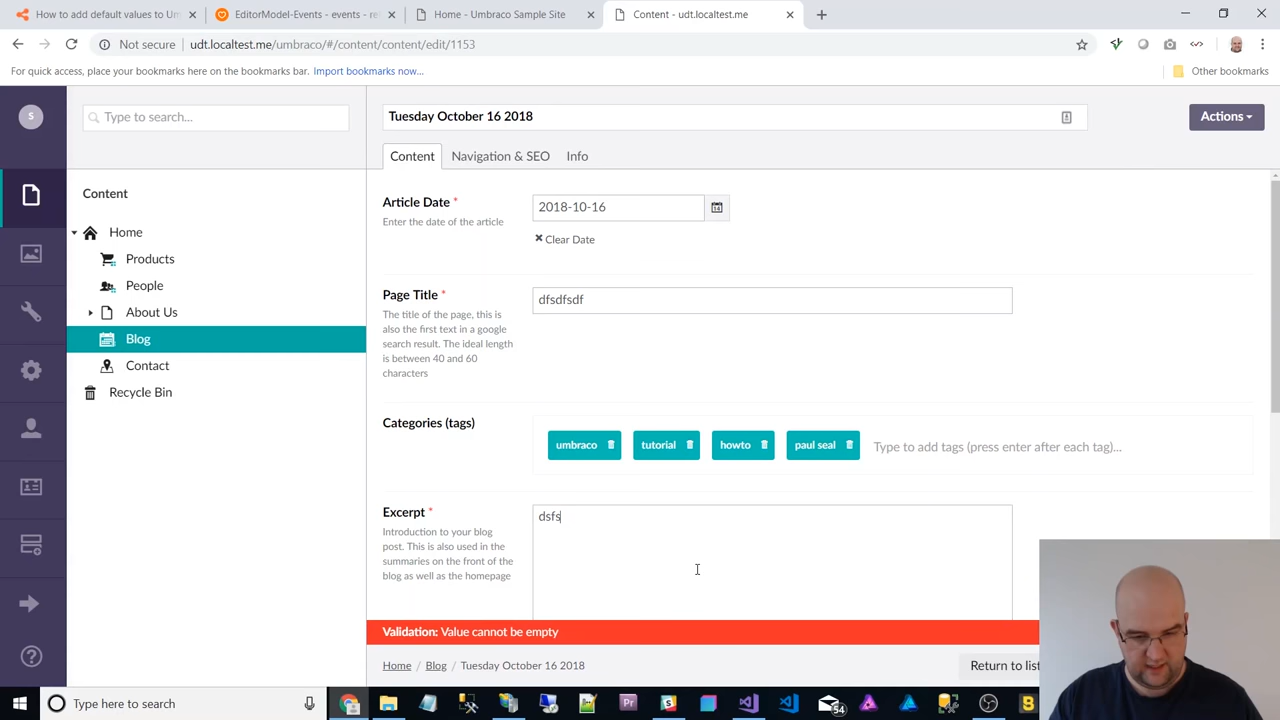 How to add default values to Um
EditorModel-Events - events - re
Home - Umbraco Sample Site
Content - udt.localtest.me
Not secure
udt.localtest.me/umbraco/#/content/content/edit/1153
For quick access, place your bookmarks here on the bookmarks bar. Import bookmarks now...
Other bookmarks
S
Type to search...
Tuesday October 16 2018
Actions
Content
Navigation & SEO
Info
Content
Home
Products
People
About Us
Blog
Contact
Recycle Bin
Article Date *
Enter the date of the article
2018-10-16
Clear Date
Page Title *
The title of the page, this is
also the first text in a google
search result. The ideal length
is between 40 and 60
characters
dfsdfsdf
Categories (tags)
umbraco
tutorial
howto
paul seal
Type to add tags (press enter after each tag)...
Excerpt *
Introduction to your blog
post. This is also used in the
summaries on the front of the
blog as well as the homepage
dsfs
Validation: Value cannot be empty
Home / Blog / Tuesday October 16 2018
Return to list
Type here to search
Pr
54
B